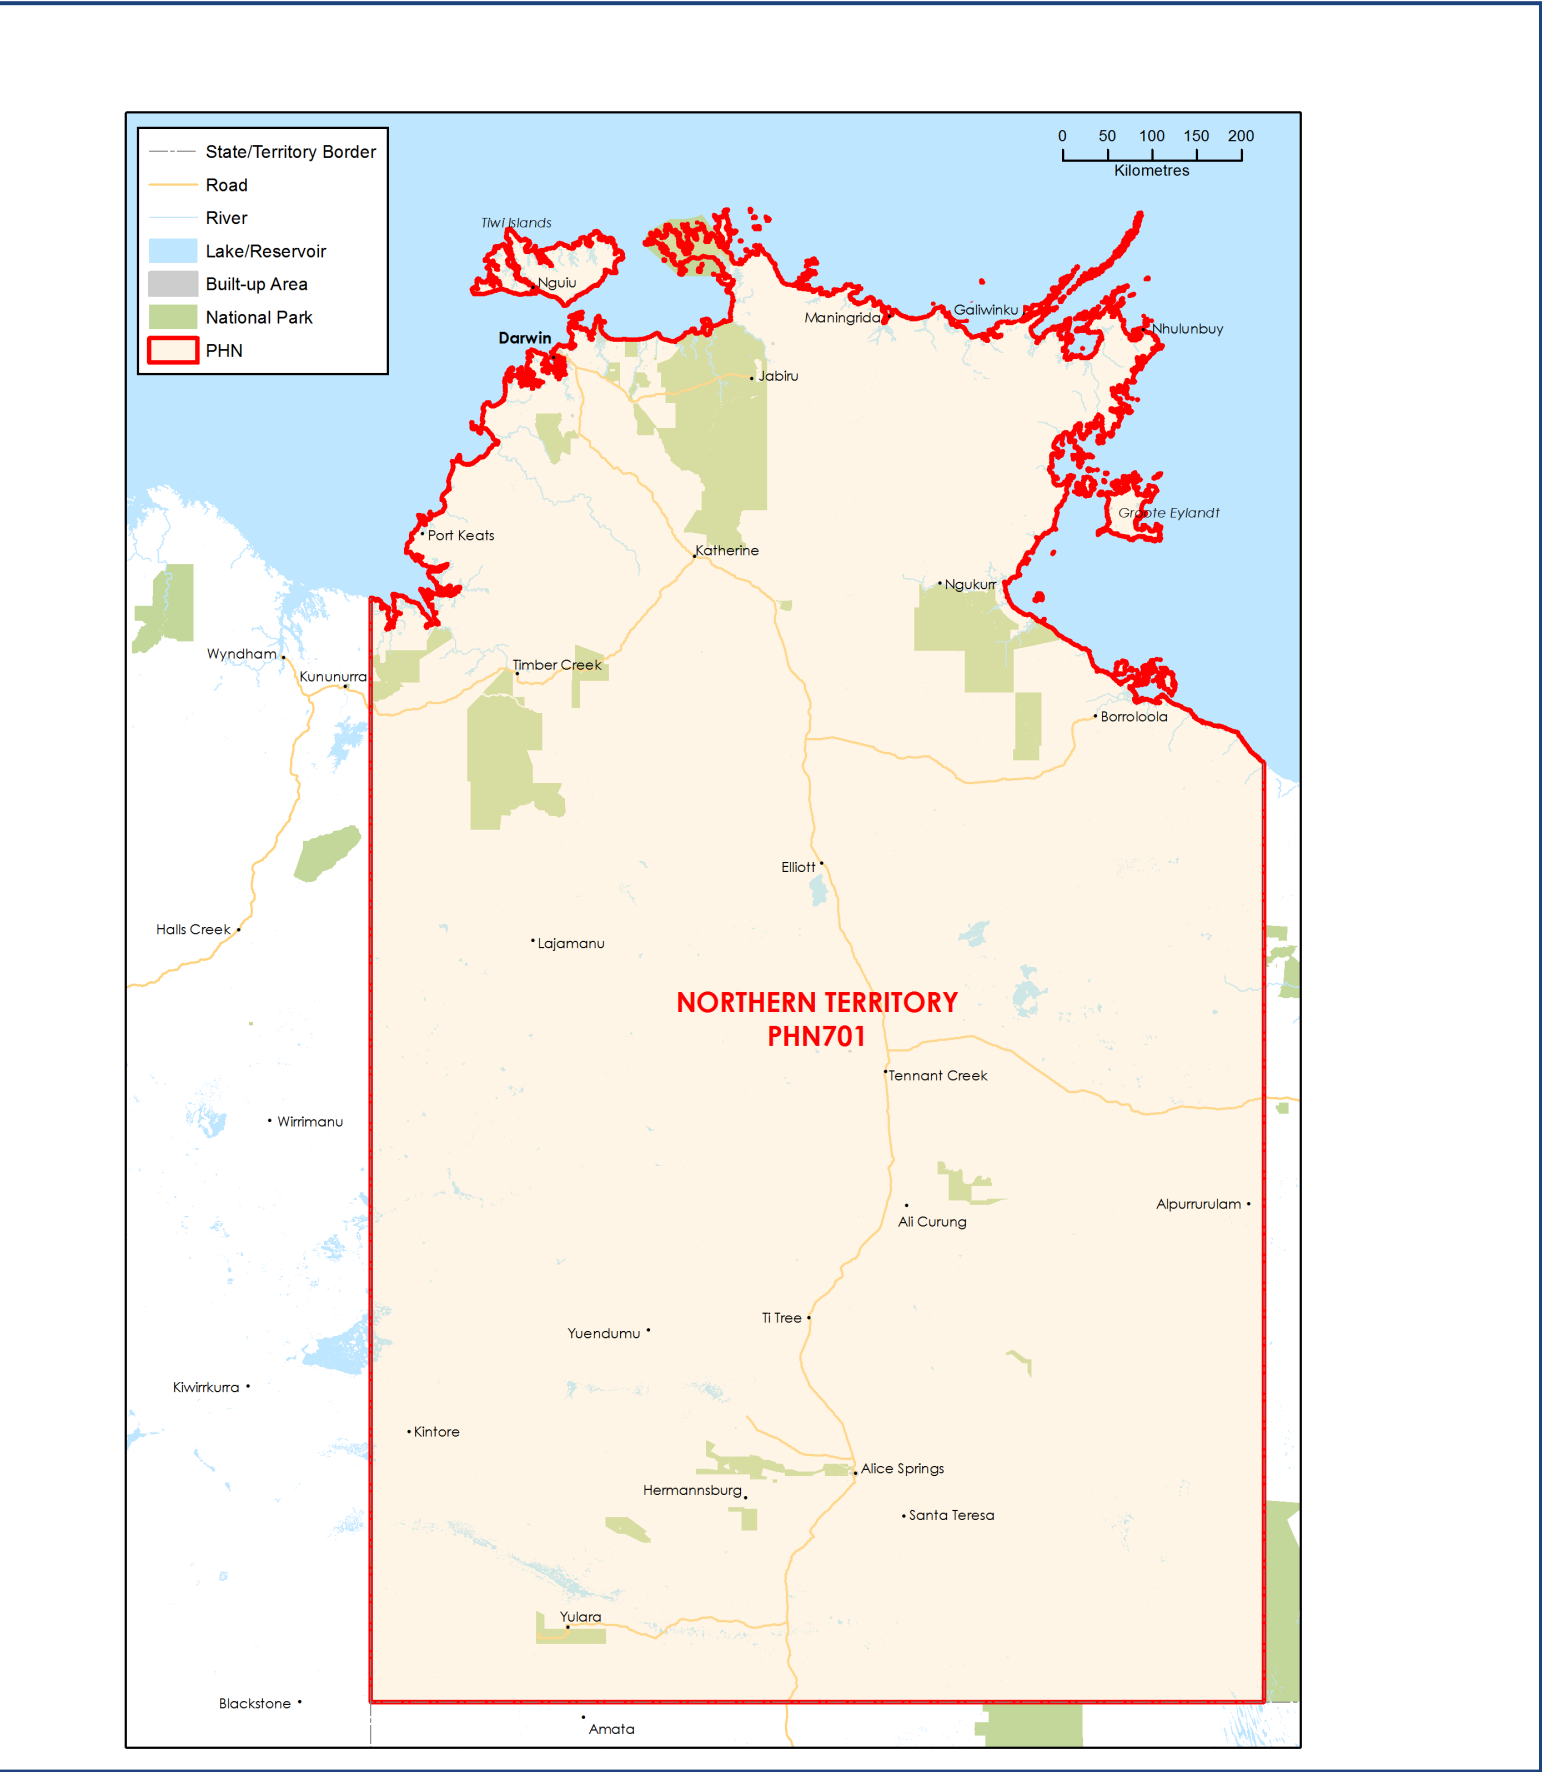 State/Territory Border
Road
River
Lake/Reservoir
Built-up Area
National Park
PHN
0 50 100 150 200
Kilometres
Tiwi Islands
Nguiu
Darwin
Maningrida
Galiwinku
Nhulunbuy
Jabiru
Groote Eylandt
Port Keats
Katherine
Ngukurr
Wyndham
Kununurra
Timber Creek
Borroloola
Elliott
Halls Creek
Lajamanu
NORTHERN TERRITORY
PHN701
Tennant Creek
Wirrimanu
Alpurrurulam
Ali Curung
Ti Tree
Yuendumu
Kiwirrkurra
Kintore
Alice Springs
Hermannsburg
Santa Teresa
Yulara
Blackstone
Amata